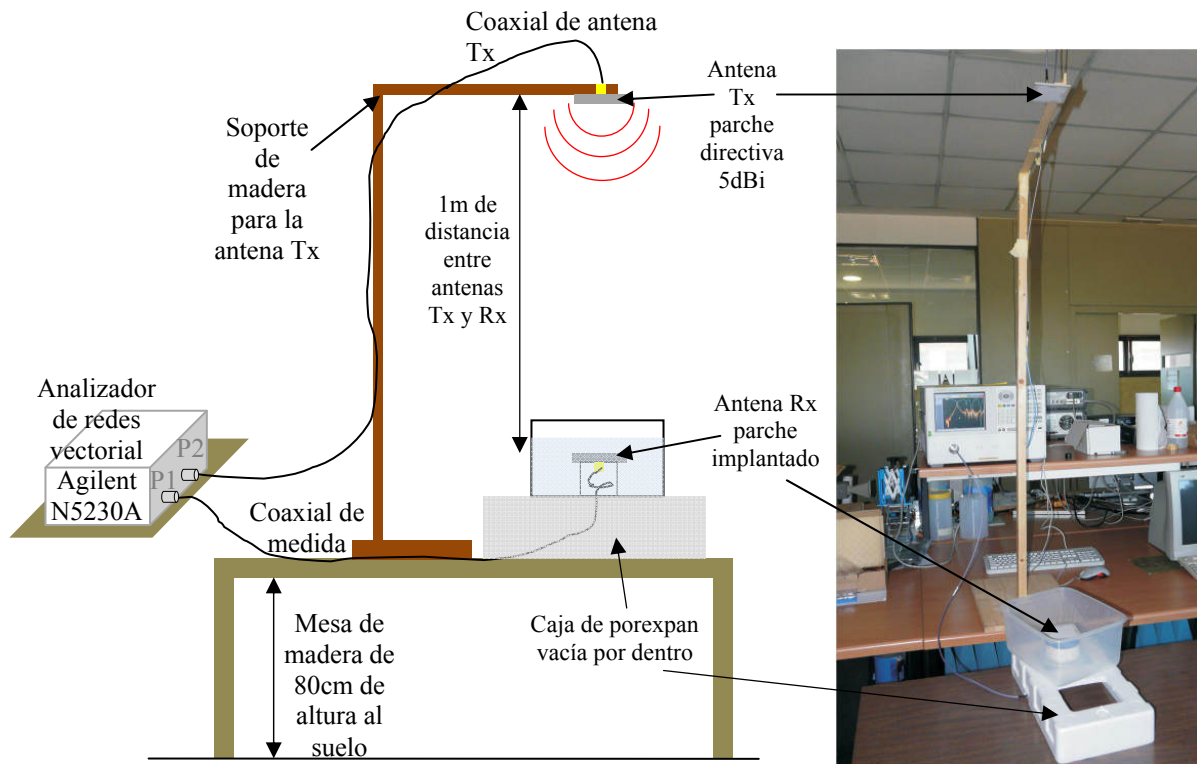 Coaxial de antena
Tx
Antena
Tx
parche
directiva
5dBi
Soporte
de
madera
para la
antena Tx
1m de
distáncia
entre
antenas
Tx y Rx
Analizador
de redes
vectorial
Agilent
N5230A
P1
P2
Antena Rx
parche
implantado
Coaxial de
medida
Mesa de
madera de
80cm de
altura al
suelo
Caja de porexpan
vacía por dentro